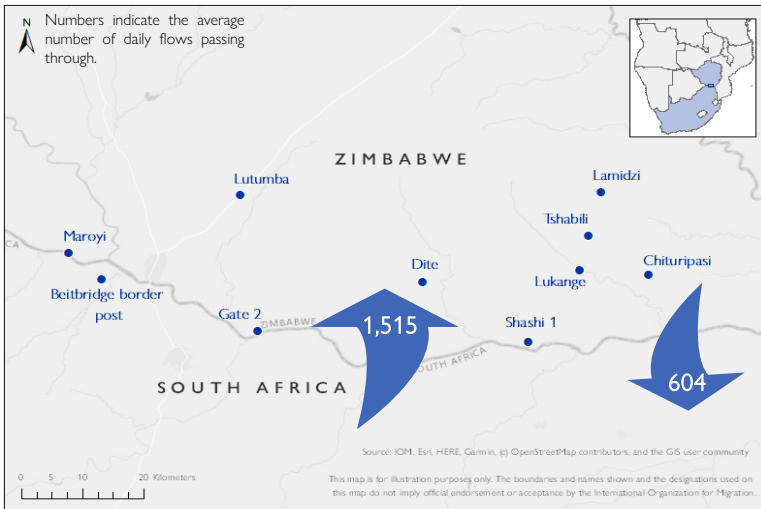 N
Numbers indicate the average
number of daily flows passing
through.
ZIMBABWE
Lutumba
Lamidzi
Tshabili
Maroyi
CA
Dite
Chituripasi
Lukange
Beitbridge border
post
Gate 2
ZIMBABWE
1,515
Shashi 1
OUTH AFRICA
SOUTH AFRICA
604
Source: IOM, Esri, HERE, Garmin, (c) OpenStreetMap contributors, and the GIS user community
0 5 10 20 Kilometers
This map is for illustration purposes only. The boundaries and names shown and the designations used on
this map do not imply official endorsement or acceptance by the International Organization for Migration.